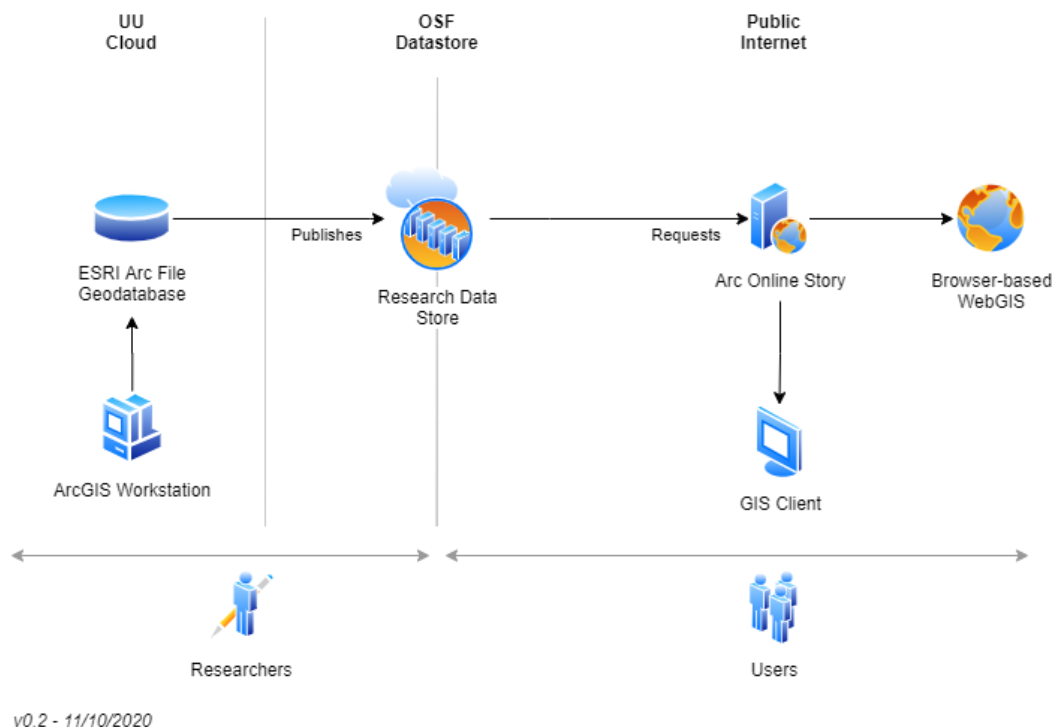 UU
Cloud
OSF
Datastore
Public
Internet
Publishes
Requests
ESRI Arc File
Geodatabase
Research Data
Store
Arc Online Story
Browser-based
WebGIS
ArcGIS Workstation
GIS Client
Researchers
Users
v0.2 - 11/10/2020